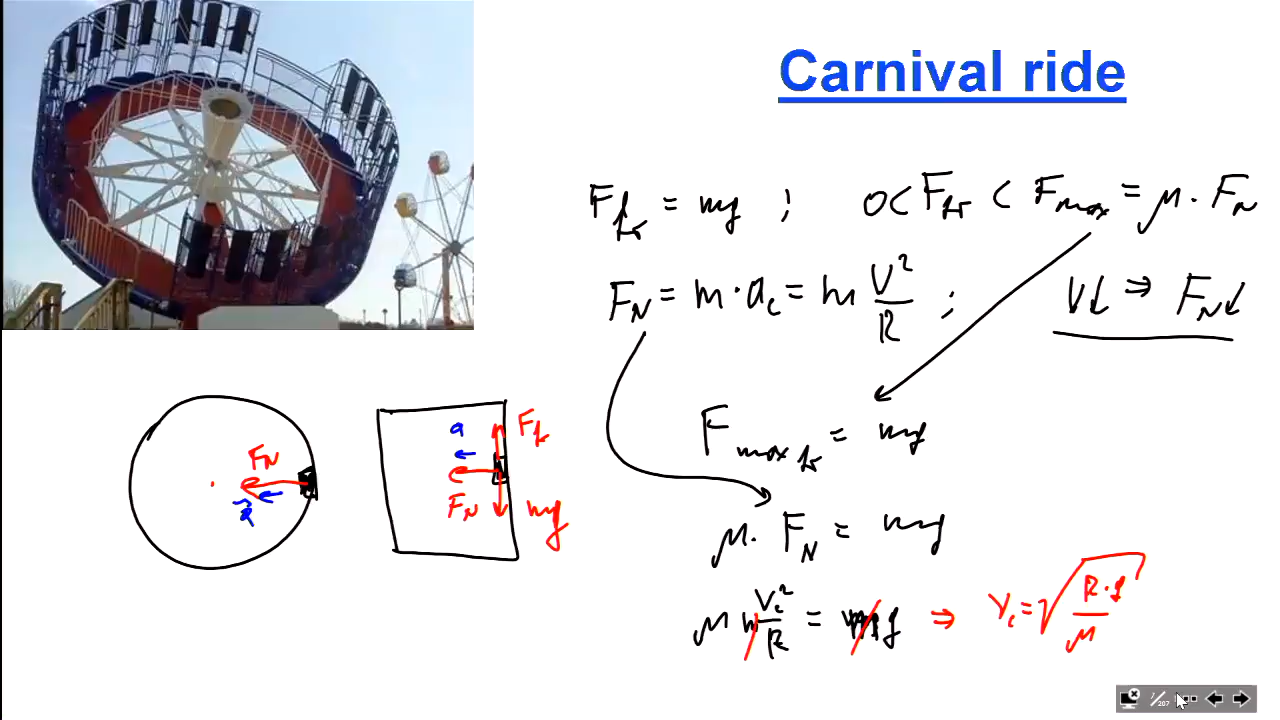 Carnival ride
F_fr = mg ; 0 < F_fr < F_max = μ · F_N
F_N = m · a_c = m V²/R ; V↓ ⇒ F_N↓
F_max fr = mg
μ · F_N = mg
μ m V_c²/R = mg ⇒ V_c = √(R·g/μ)
F_N
a
a
F_fr
F_N
mg
207